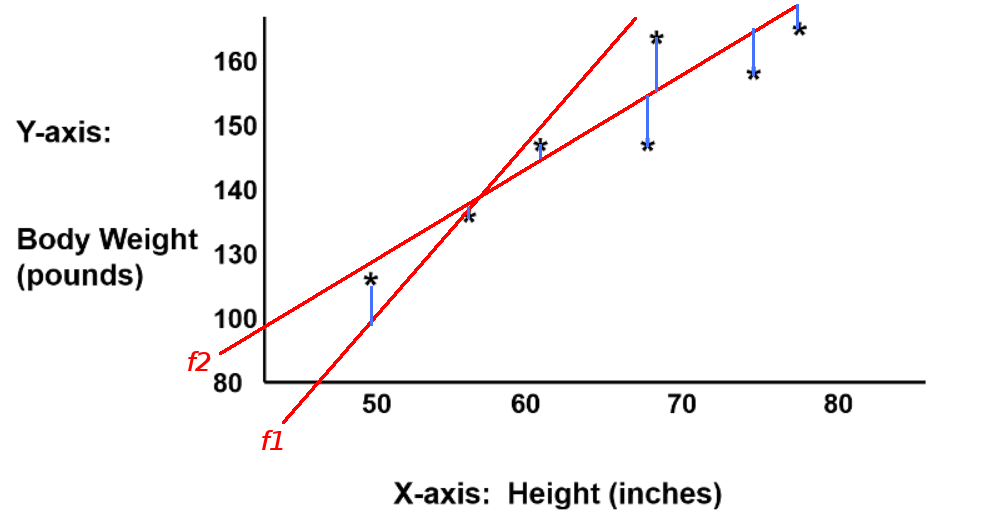 160
Y-axis:
150
140
Body Weight
(pounds)
130
100
f2
80
50 60 70 80
f1
X-axis: Height (inches)